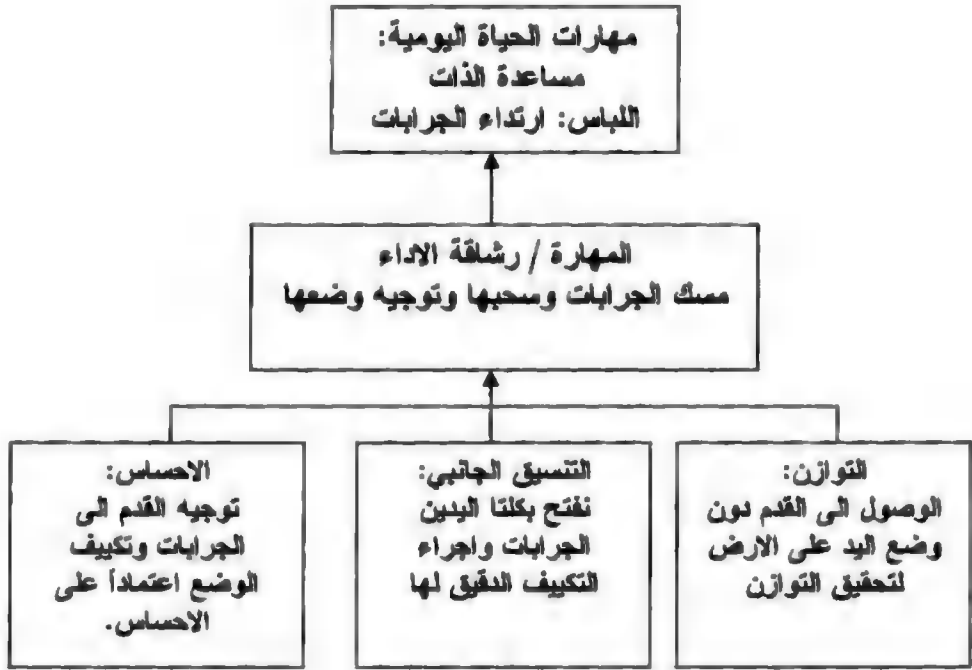 مهارات الحياة اليومية:
مساعدة الذات
اللباس: ارتداء الجرابات
المهارة / رشاقة الاداء
مسك الجرابات وسحبها وتوجيه وضعها
التوازن:
الوصول الى القدم دون
وضع اليد على الارض
لتحقيق التوازن
التنسيق الجانبي:
نفتح بكلتا اليدين
الجرابات واجراء
التكييف الدقيق لها
الاحساس:
توجيه القدم الى
الجرابات وتكييف
الوضع اعتماداً على
الاحساس.